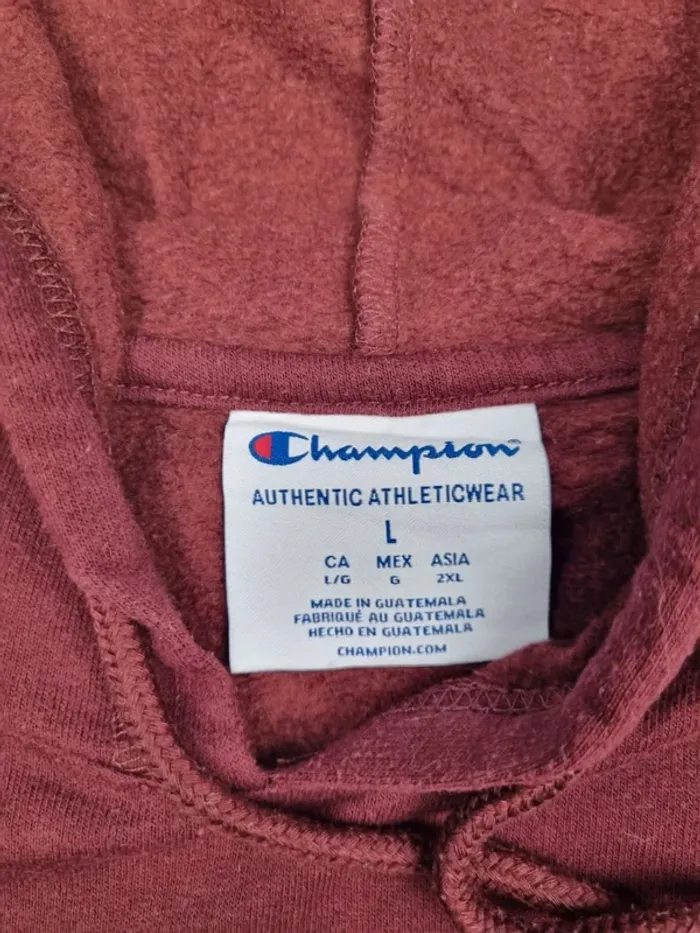 Champion
AUTHENTIC ATHLETICWEAR
L
CA MEX ASIA
L/G G 2XL
MADE IN GUATEMALA
FABRIQUÉ AU GUATEMALA
HECHO EN GUATEMALA
CHAMPION.COM